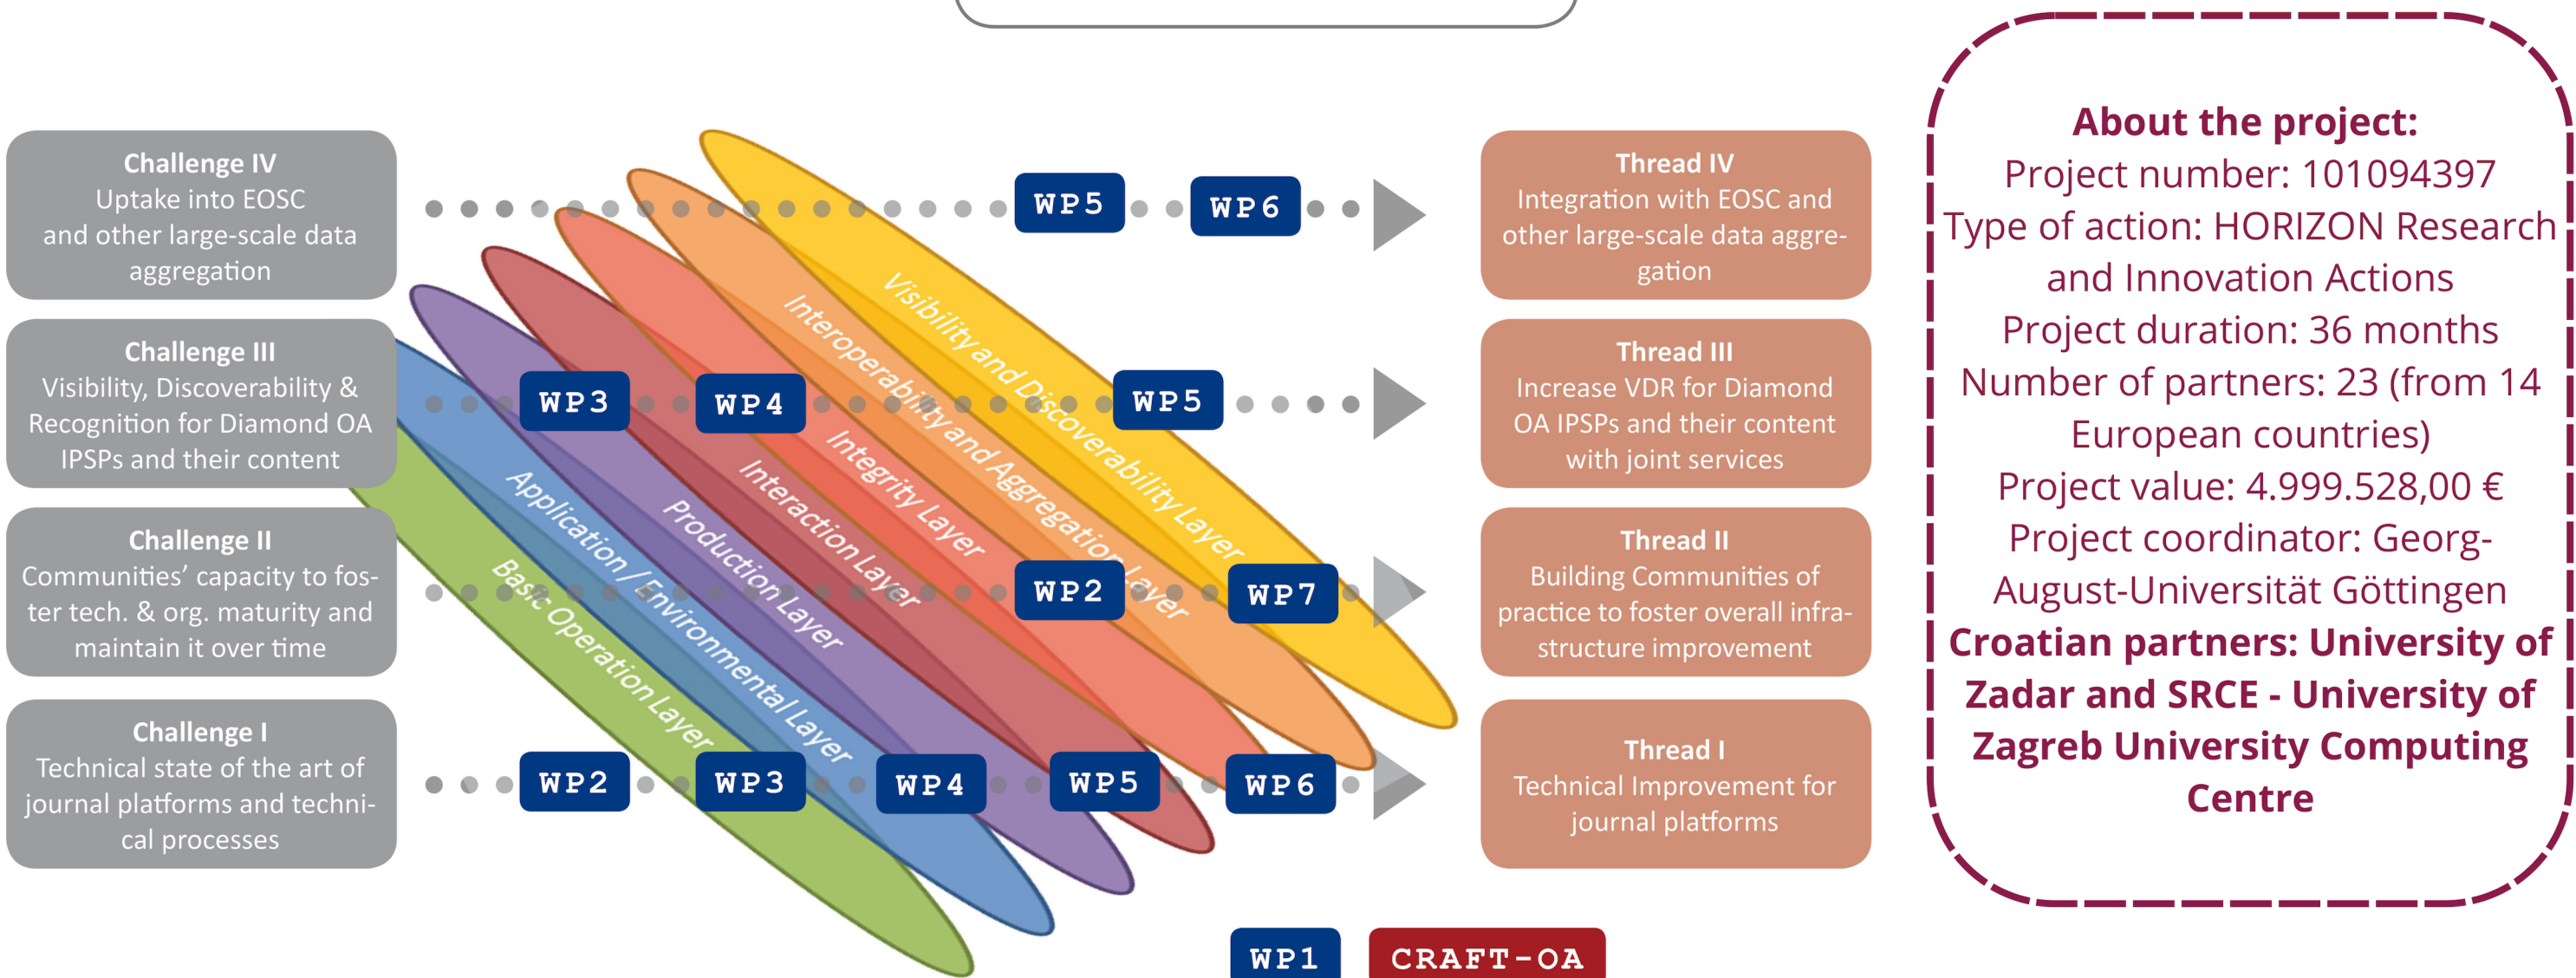 Challenge IV
Uptake into EOSC
and other large-scale data
aggregation
Challenge III
Visibility, Discoverability &
Recognition for Diamond OA
IPSPs and their content
Challenge II
Communities’ capacity to fos-
ter tech. & org. maturity and
maintain it over time
Challenge I
Technical state of the art of
journal platforms and techni-
cal processes
Visibility and Discoverability Layer
Interoperability and Aggregation Layer
Integrity Layer
Interaction Layer
Production Layer
Application / Environmental Layer
Basic Operation Layer
WP5
WP6
WP3
WP4
WP5
WP2
WP7
WP2
WP3
WP4
WP5
WP6
WP1
CRAFT-OA
Thread IV
Integration with EOSC and
other large-scale data aggre-
gation
Thread III
Increase VDR for Diamond
OA IPSPs and their content
with joint services
Thread II
Building Communities of
practice to foster overall infra-
structure improvement
Thread I
Technical Improvement for
journal platforms
About the project:
Project number: 101094397
Type of action: HORIZON Research
and Innovation Actions
Project duration: 36 months
Number of partners: 23 (from 14
European countries)
Project value: 4.999.528,00 €
Project coordinator: Georg-
August-Universität Göttingen
Croatian partners: University of
Zadar and SRCE - University of
Zagreb University Computing
Centre